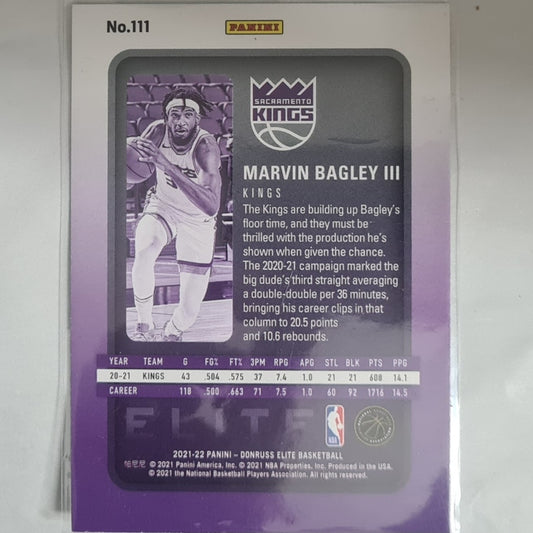 No.111
PANINI
SACRAMENTO
KINGS
MARVIN BAGLEY III
KINGS
The Kings are building up Bagley's
floor time, and they must be
thrilled with the production he's
shown when given the chance.
The 2020-21 campaign marked the
big dude's third straight averaging
a double-double per 36 minutes,
bringing his career clips in that
column to 20.5 points
and 10.6 rebounds.
YEAR TEAM G FG% FT% 3PM RPG APG STL BLK PTS PPG
20-21 KINGS 43 .504 .575 37 7.4 1.0 21 21 608 14.1
CAREER 118 .500 .663 71 7.5 1.0 60 92 1716 14.5
ELITE
NBA
2021-22 PANINI – DONRUSS ELITE BASKETBALL
帕尼尼 © 2021 Panini America, Inc. © 2021 NBA Properties, Inc. Produced in the USA.
© 2021 the National Basketball Players Association. All rights reserved.